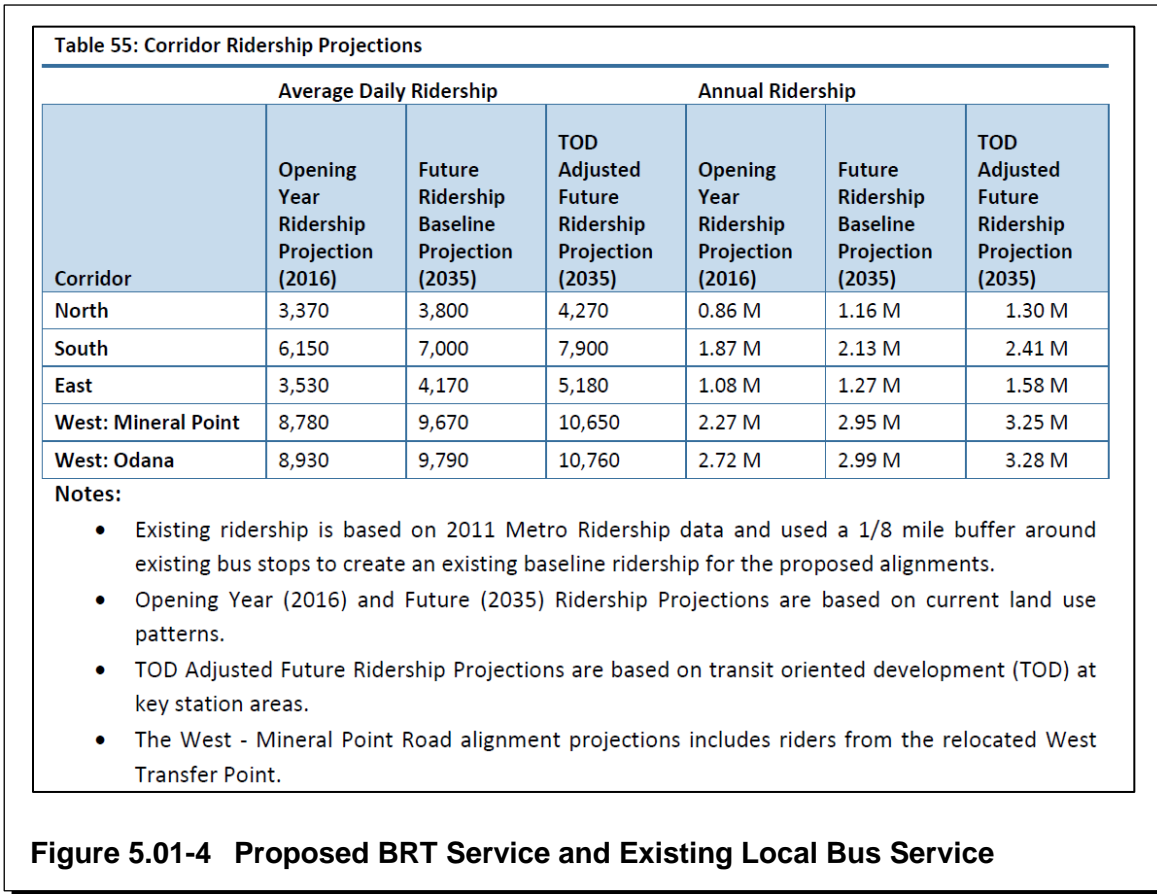 Table 55: Corridor Ridership Projections
Average Daily Ridership Annual Ridership
Corridor
Opening
Year
Ridership
Projection
(2016)
Future
Ridership
Baseline
Projection
(2035)
TOD
Adjusted
Future
Ridership
Projection
(2035)
Opening
Year
Ridership
Projection
(2016)
Future
Ridership
Baseline
Projection
(2035)
TOD
Adjusted
Future
Ridership
Projection
(2035)
North 3,370 3,800 4,270 0.86 M 1.16 M 1.30 M
South 6,150 7,000 7,900 1.87 M 2.13 M 2.41 M
East 3,530 4,170 5,180 1.08 M 1.27 M 1.58 M
West: Mineral Point 8,780 9,670 10,650 2.27 M 2.95 M 3.25 M
West: Odana 8,930 9,790 10,760 2.72 M 2.99 M 3.28 M
Notes:
• Existing ridership is based on 2011 Metro Ridership data and used a 1/8 mile buffer around
existing bus stops to create an existing baseline ridership for the proposed alignments.
• Opening Year (2016) and Future (2035) Ridership Projections are based on current land use
patterns.
• TOD Adjusted Future Ridership Projections are based on transit oriented development (TOD) at
key station areas.
• The West - Mineral Point Road alignment projections includes riders from the relocated West
Transfer Point.
Figure 5.01-4 Proposed BRT Service and Existing Local Bus Service